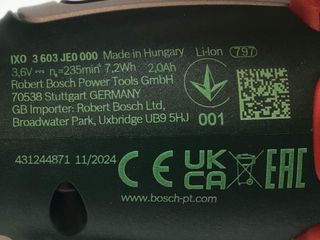 IXO 3 603 JE0 000 Made in Hungary Li-Ion 797
3,6V⎓ n₀=235min⁻¹ 7,2Wh 2,0Ah
Robert Bosch Power Tools GmbH
70538 Stuttgart GERMANY
GB Importer: Robert Bosch Ltd,
Broadwater Park, Uxbridge UB9 5HJ
001
431244871 11/2024
CE UKCA EAC
www.bosch-pt.com